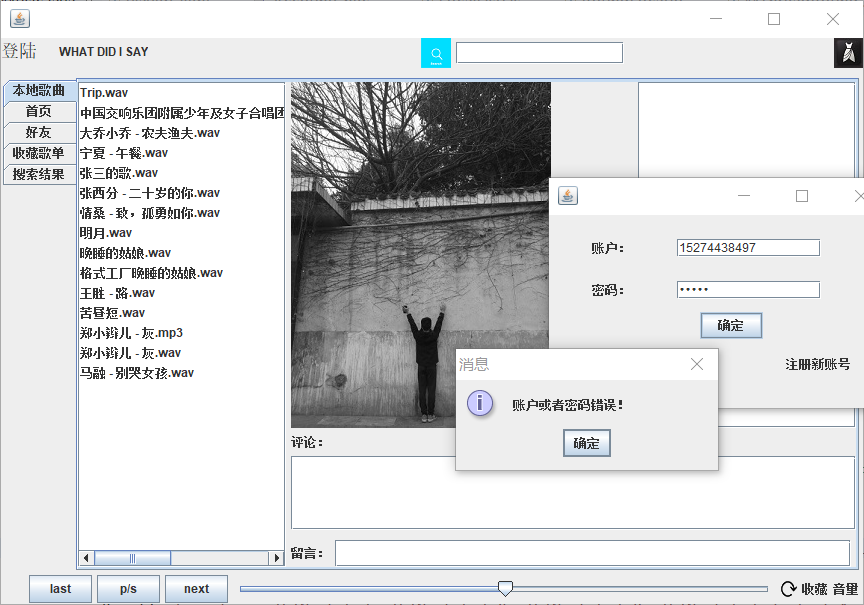 登陆 WHAT DID I SAY
本地歌曲
首页
好友
收藏歌单
搜索结果
Trip.wav
中国交响乐团附属少年及女子合唱团
大乔小乔 - 农夫渔夫.wav
宁夏 - 午餐.wav
张三的歌.wav
张西分 - 二十岁的你.wav
情桑 - 致，孤勇如你.wav
明月.wav
晚睡的姑娘.wav
格式工厂晚睡的姑娘.wav
王胜 - 路.wav
苦昼短.wav
郑小辫儿 - 灰.mp3
郑小辫儿 - 灰.wav
马融 - 别哭女孩.wav
账户： 15274438497
密码： •••••
确定
注册新账号
消息
账户或者密码错误！
确定
评论：
留言：
last p/s next 收藏 音量